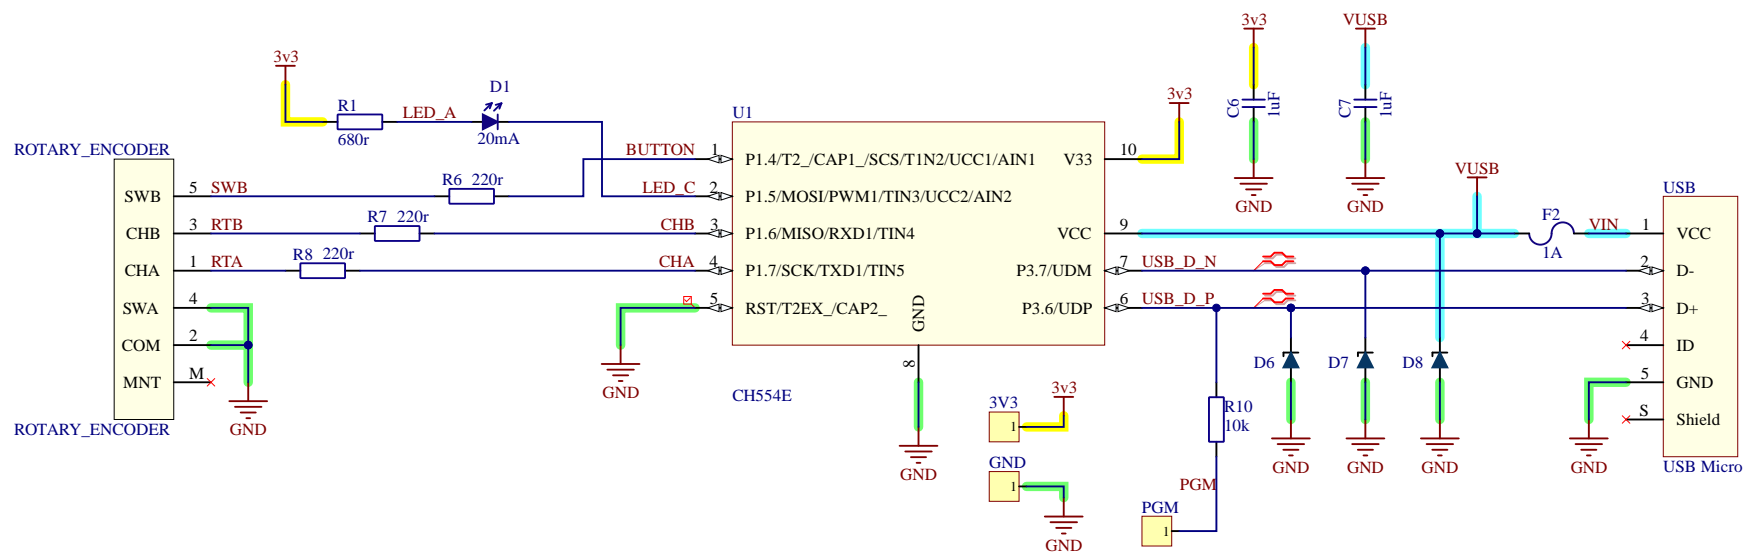 3v3
R1
680r
LED_A
D1
20mA
ROTARY_ENCODER
SWB
5
SWB
R6 220r
CHB
3
RTB
R7 220r
CHA
1
RTA
R8 220r
SWA
4
COM
2
MNT
M
GND
ROTARY_ENCODER
BUTTON
LED_C
CHB
CHA
GND
U1
1
P1.4/T2_/CAP1_/SCS/T1N2/UCC1/AIN1
2
P1.5/MOSI/PWM1/TIN3/UCC2/AIN2
3
P1.6/MISO/RXD1/TIN4
4
P1.7/SCK/TXD1/TIN5
5
RST/T2EX_/CAP2_
V33
10
VCC
9
P3.7/UDM
7
P3.6/UDP
6
GND
8
CH554E
GND
3v3
3v3
C6
1uF
GND
VUSB
C7
1uF
GND
VUSB
F2
1A
VIN
USB_D_N
USB_D_P
D6
GND
D7
GND
D8
GND
R10
10k
PGM
PGM
1
3V3
1
3v3
GND
1
GND
USB
1
VCC
2
D-
3
D+
4
ID
5
GND
S
Shield
USB Micro
GND